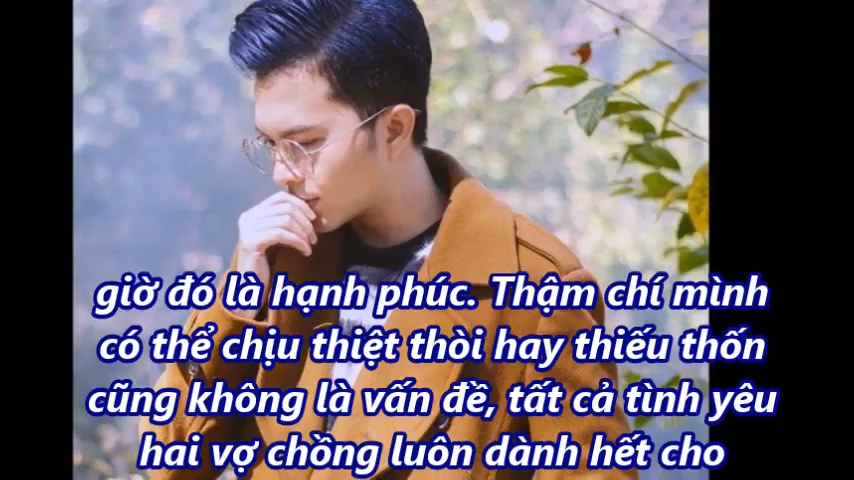 giờ đó là hạnh phúc. Thậm chí mình
có thể chịu thiệt thòi hay thiếu thốn
cũng không là vấn đề, tất cả tình yêu
hai vợ chồng luôn dành hết cho